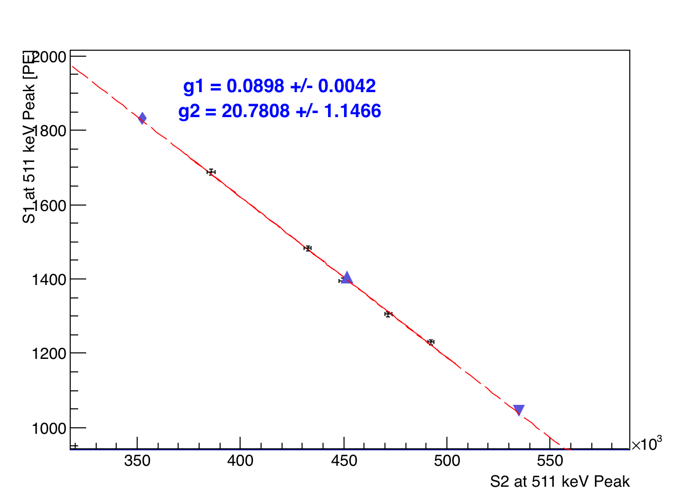 g1 = 0.0898 +/- 0.0042
g2 = 20.7808 +/- 1.1466
S1 at 511 keV Peak [PE]
2000
1800
1600
1400
1200
1000
350 400 450 500 550
×10³
S2 at 511 keV Peak